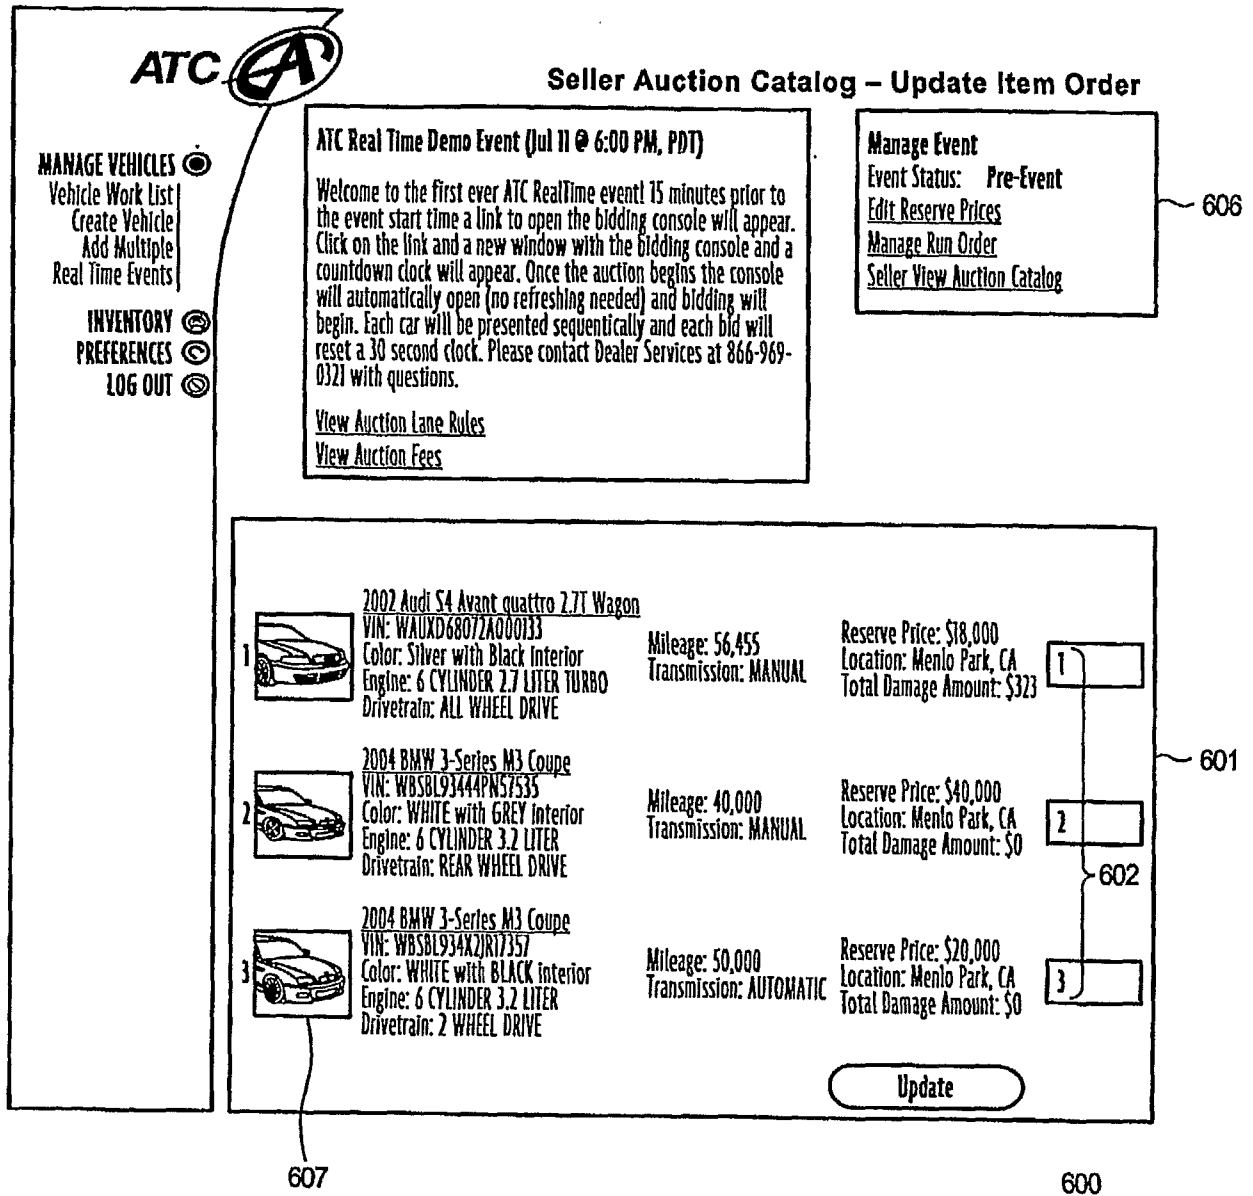 ATC
Seller Auction Catalog – Update Item Order
MANAGE VEHICLES
Vehicle Work List
Create Vehicle
Add Multiple
Real Time Events
INVENTORY
PREFERENCES
LOG OUT
ATC Real Time Demo Event (Jul 11 @ 6:00 PM, PDT)
Welcome to the first ever ATC RealTime event! 15 minutes prior to
the event start time a link to open the bidding console will appear.
Click on the link and a new window with the bidding console and a
countdown clock will appear. Once the auction begins the console
will automatically open (no refreshing needed) and bidding will
begin. Each car will be presented sequentically and each bid will
reset a 30 second clock. Please contact Dealer Services at 866-969-
0321 with questions.
View Auction Lane Rules
View Auction Fees
Manage Event
Event Status: Pre-Event
Edit Reserve Prices
Manage Run Order
Seller View Auction Catalog
606
1
2002 Audi S4 Avant quattro 2.7T Wagon
VIN: WAUXD68072A000133
Color: Silver with Black Interior
Engine: 6 CYLINDER 2.7 LITER TURBO
Drivetrain: ALL WHEEL DRIVE
Mileage: 56,455
Transmission: MANUAL
Reserve Price: $18,000
Location: Menlo Park, CA
Total Damage Amount: $323
1
601
2
2004 BMW 3-Series M3 Coupe
VIN: WBSBL93444PN57535
Color: WHITE with GREY interior
Engine: 6 CYLINDER 3.2 LITER
Drivetrain: REAR WHEEL DRIVE
Mileage: 40,000
Transmission: MANUAL
Reserve Price: $40,000
Location: Menlo Park, CA
Total Damage Amount: $0
2
602
3
2004 BMW 3-Series M3 Coupe
VIN: WBSBL934X2JR17357
Color: WHITE with BLACK interior
Engine: 6 CYLINDER 3.2 LITER
Drivetrain: 2 WHEEL DRIVE
Mileage: 50,000
Transmission: AUTOMATIC
Reserve Price: $20,000
Location: Menlo Park, CA
Total Damage Amount: $0
3
Update
607
600